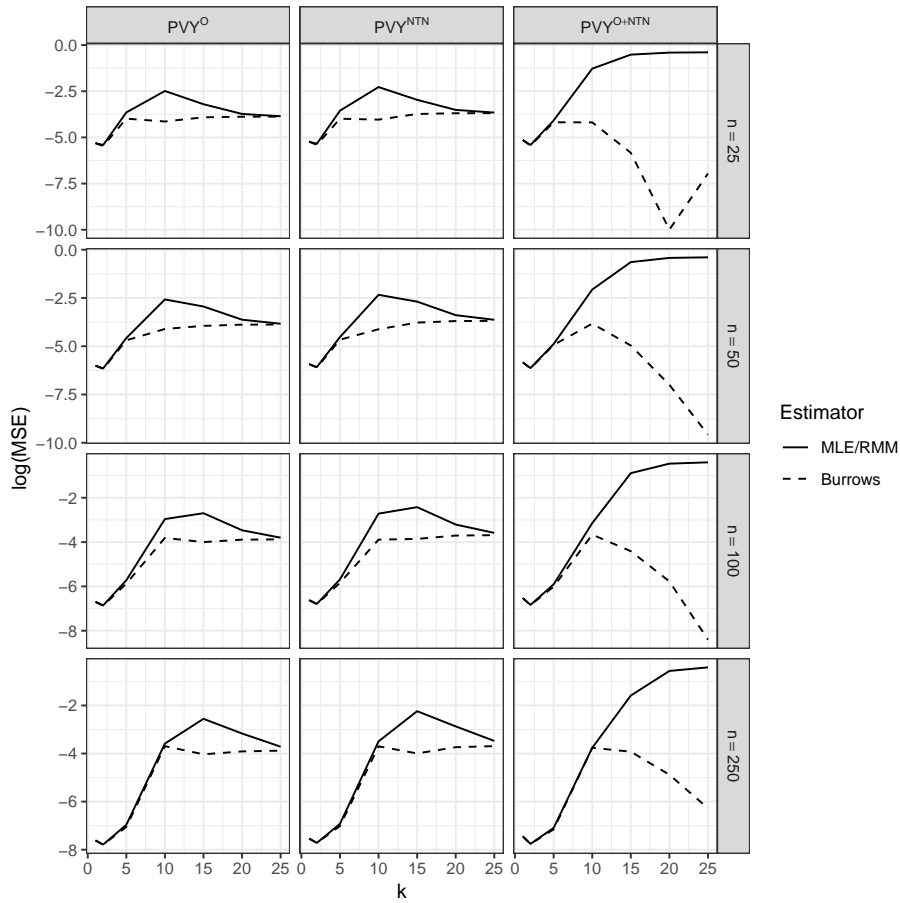 PVY^O PVY^NTN PVY^O+NTN
0.0
−2.5
−5.0
−7.5
−10.0
n = 25
0.0
−2.5
−5.0
−7.5
−10.0
n = 50
−2
−4
−6
−8
n = 100
−2
−4
−6
−8
n = 250
log(MSE)
0 5 10 15 20 25 0 5 10 15 20 25 0 5 10 15 20 25
k
Estimator
MLE/RMM
Burrows